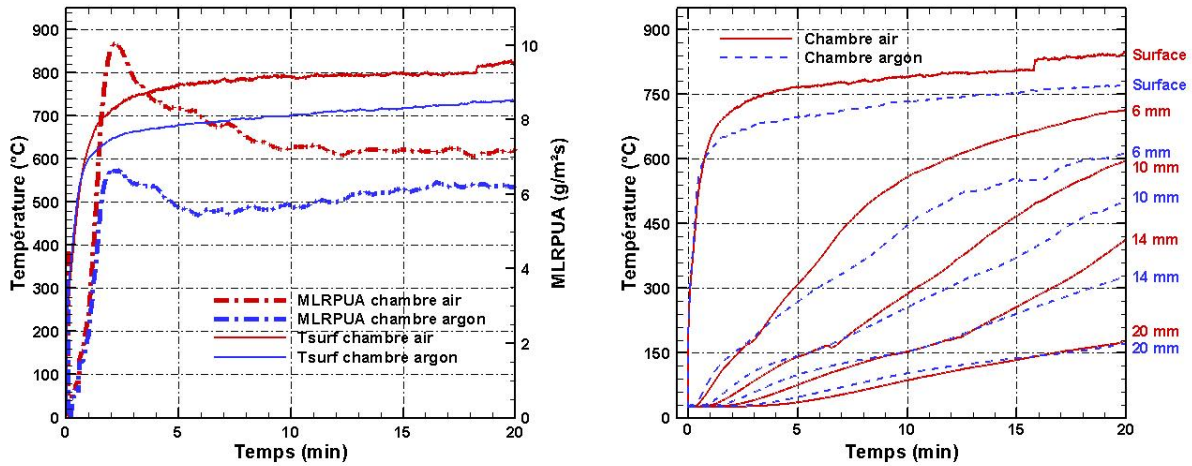 900
800
700
600
500
400
300
200
100
0
Température (°C)
10
8
6
4
2
0
MLRPUA (g/m²s)
MLRPUA chambre air
MLRPUA chambre argon
Tsurf chambre air
Tsurf chambre argon
0 5 10 15 20
Temps (min)
900
750
600
450
300
150
0
Température (°C)
Chambre air
Chambre argon
Surface
Surface
6 mm
6 mm
10 mm
10 mm
14 mm
14 mm
20 mm
20 mm
0 5 10 15 20
Temps (min)